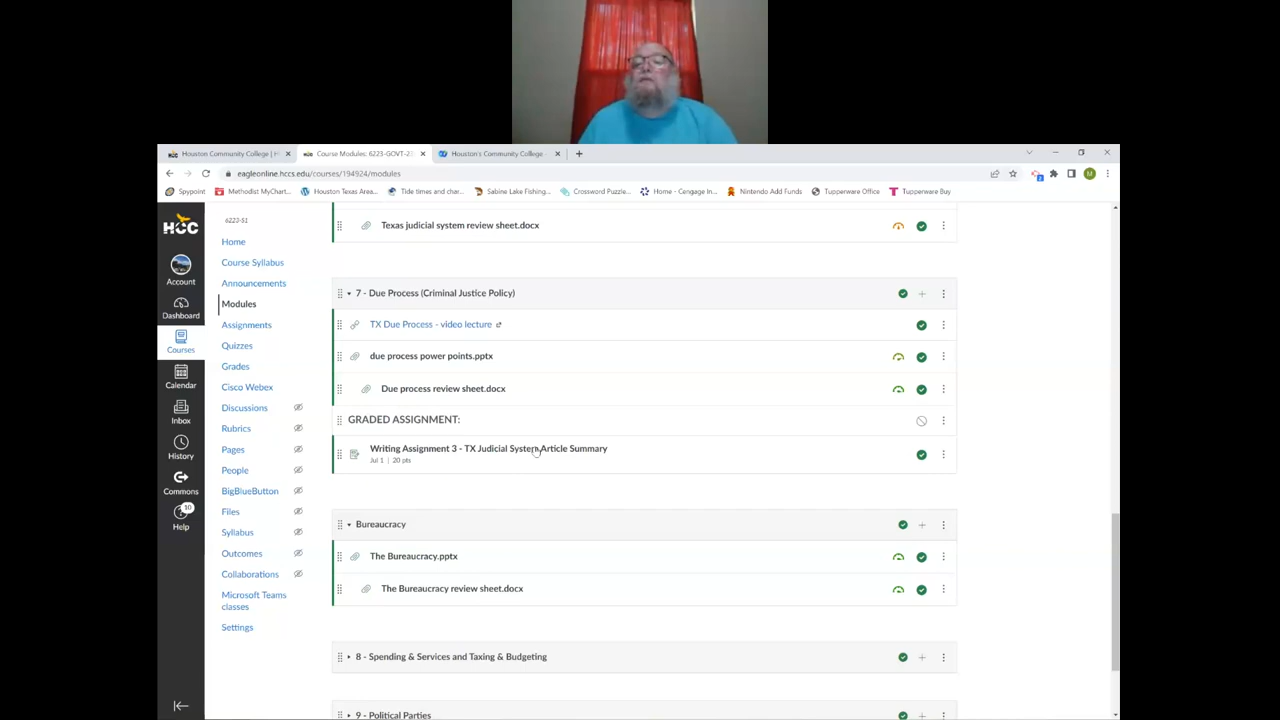 Houston Community College | H
Course Modules: 6223-GOVT-23
Houston's Community College
eagleonline.hccs.edu/courses/194924/modules
Spypoint
Methodist MyChart...
Houston Texas Area...
Tide times and char...
Sabine Lake Fishing...
Crossword Puzzle...
Home - Cengage In...
Nintendo Add Funds
Tupperware Office
Tupperware Buy
M
HCC
Account
Dashboard
Courses
Calendar
Inbox
History
Commons
10
Help
6223-S1
Home
Course Syllabus
Announcements
Modules
Assignments
Quizzes
Grades
Cisco Webex
Discussions
Rubrics
Pages
People
BigBlueButton
Files
Syllabus
Outcomes
Collaborations
Microsoft Teams
classes
Settings
Texas judicial system review sheet.docx
7 - Due Process (Criminal Justice Policy)
TX Due Process - video lecture
due process power points.pptx
Due process review sheet.docx
GRADED ASSIGNMENT:
Writing Assignment 3 - TX Judicial System Article Summary
Jul 1 | 20 pts
Bureaucracy
The Bureaucracy.pptx
The Bureaucracy review sheet.docx
8 - Spending & Services and Taxing & Budgeting
9 - Political Parties